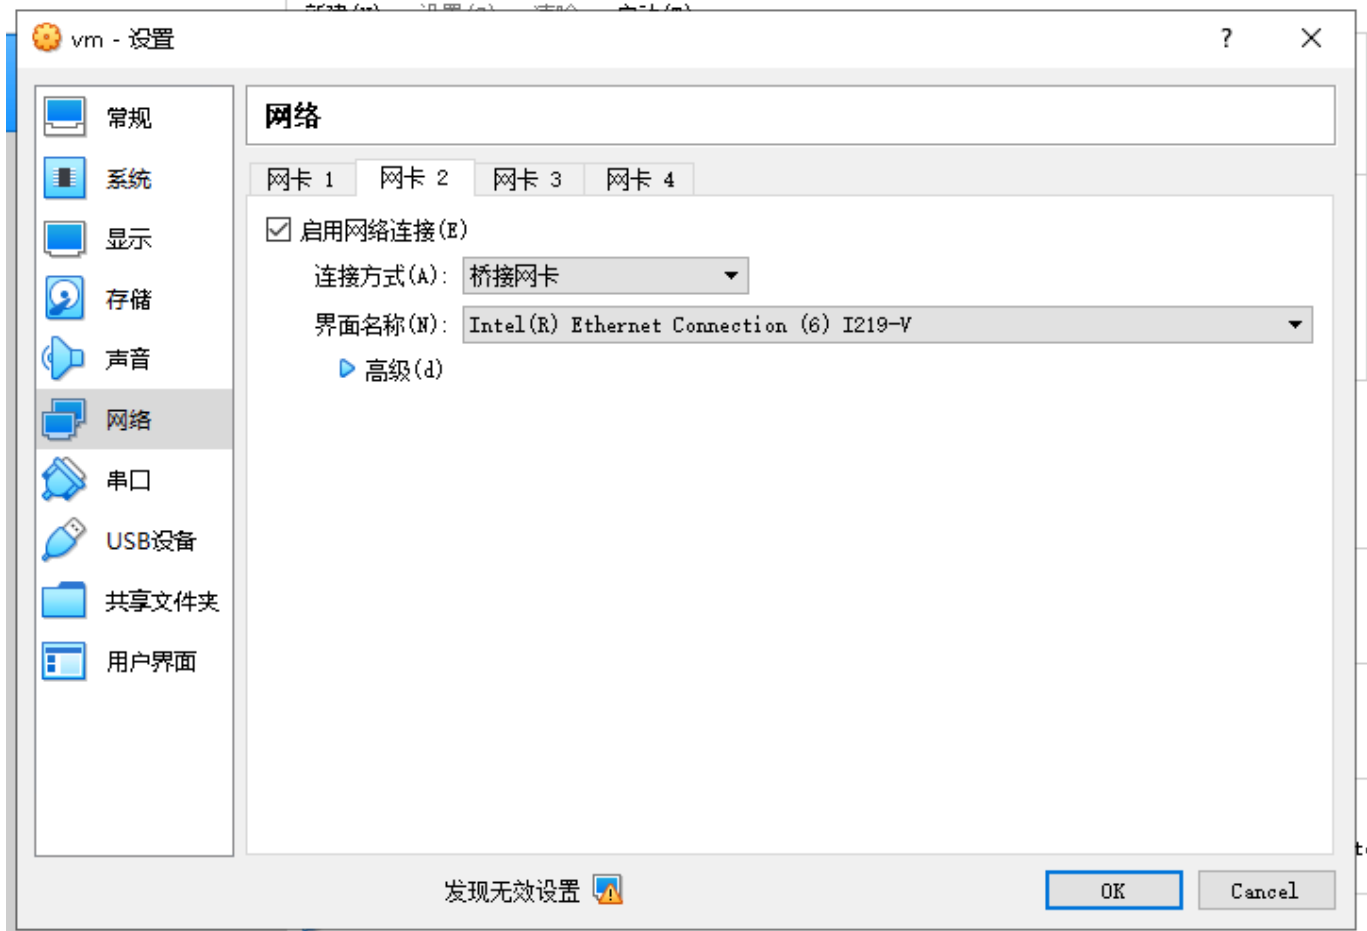 vm - 设置
?
常规
系统
显示
存储
声音
网络
串口
USB设备
共享文件夹
用户界面
网络
网卡 1
网卡 2
网卡 3
网卡 4
启用网络连接(E)
连接方式(A):
桥接网卡
界面名称(N):
Intel(R) Ethernet Connection (6) I219-V
高级(d)
发现无效设置
OK
Cancel